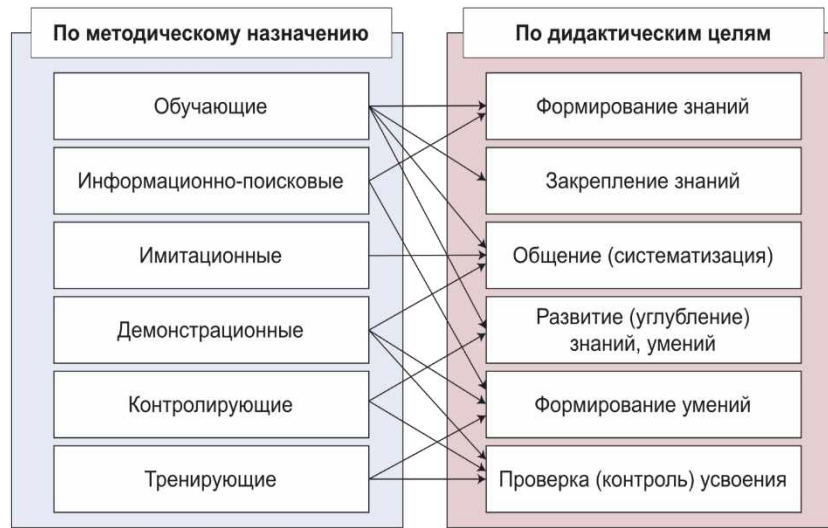 По методическому назначению
Обучающие
Информационно-поисковые
Имитационные
Демонстрационные
Контролирующие
Тренирующие
По дидактическим целям
Формирование знаний
Закрепление знаний
Общение (систематизация)
Развитие (углубление)
знаний, умений
Формирование умений
Проверка (контроль) усвоения